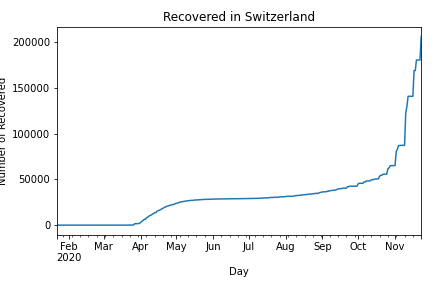 Recovered in Switzerland
200000
150000
100000
50000
0
Number of Recovered
Feb Mar Apr May Jun Jul Aug Sep Oct Nov
2020
Day